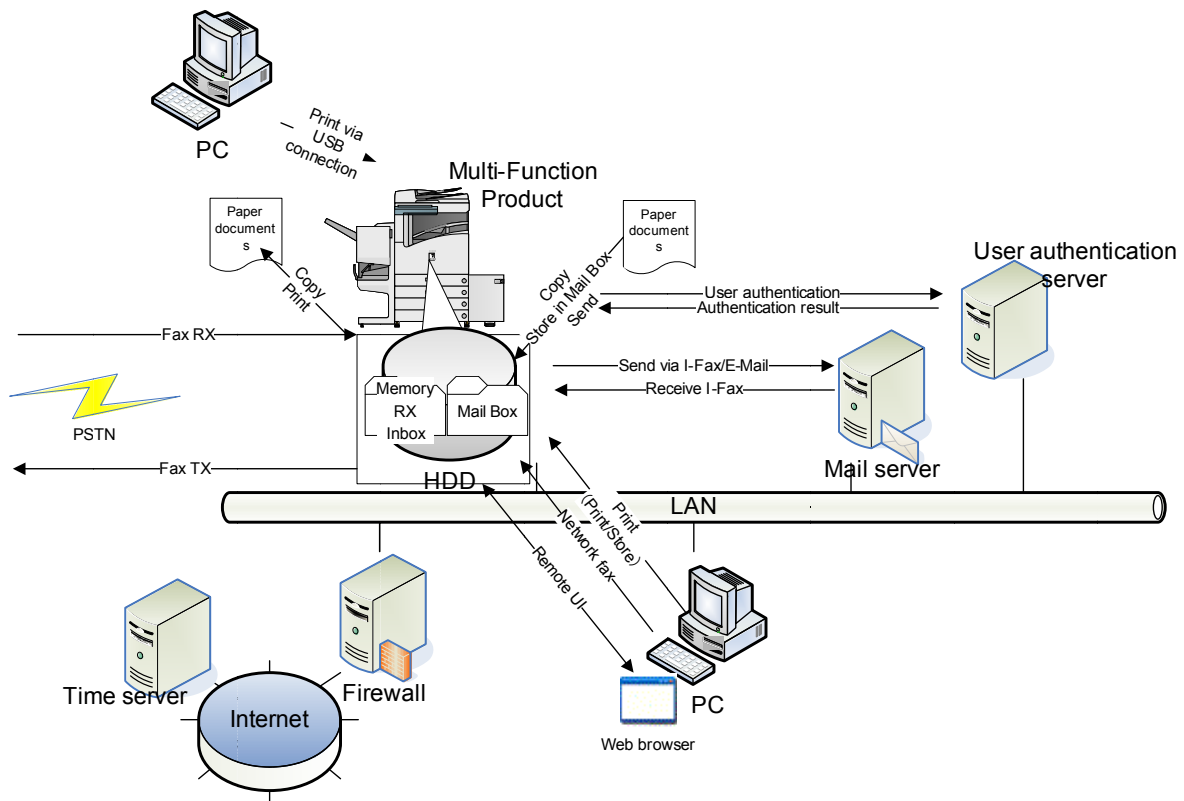 PC
Print via
USB
connection
Multi-Function
Product
Paper
document
s
Copy
Print
Paper
document
s
Copy
Store in Mail Box
Send
User authentication
server
User authentication
Authentication result
Fax RX
Send via I-Fax/E-Mail
Receive I-Fax
Memory
RX
Inbox
Mail Box
PSTN
Mail server
Fax TX
HDD
LAN
Print
(Print/Store)
Network fax
Remote UI
Time server
Firewall
PC
Internet
Web browser